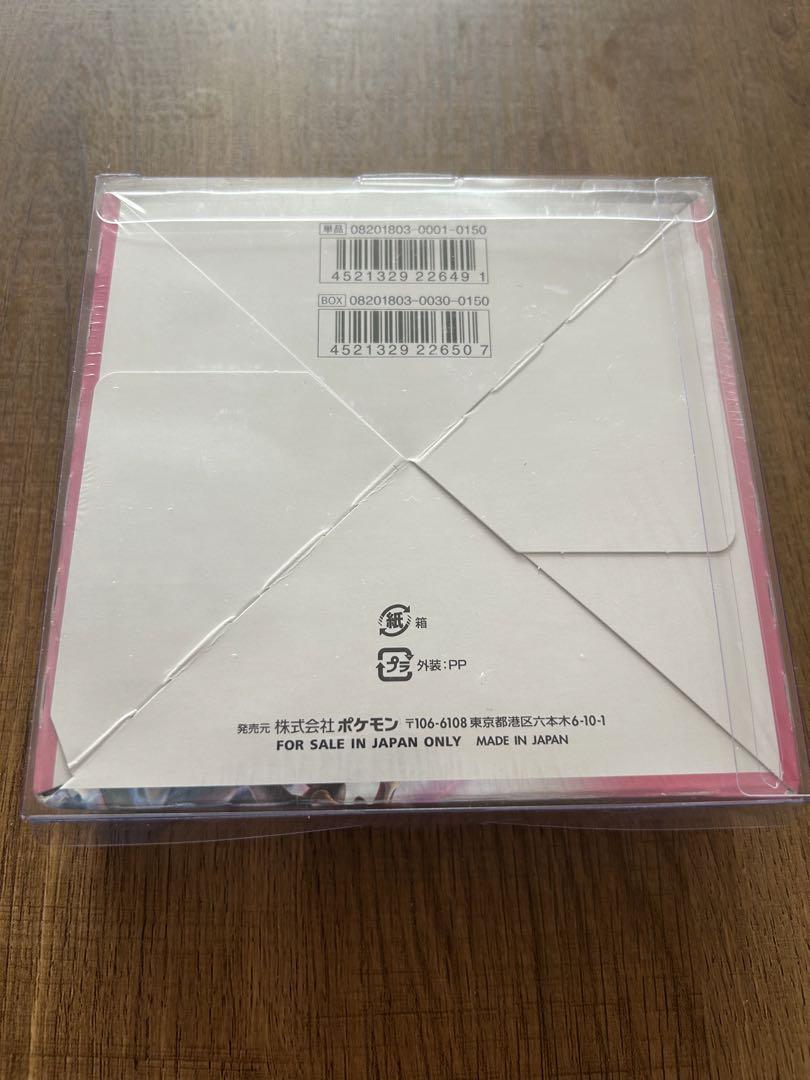 単品 08201803-0001-0150
4521329 22649 1
BOX 08201803-0030-0150
4521329 22650 7
紙 箱
プラ 外装:PP
発売元 株式会社ポケモン 〒106-6108 東京都港区六本木6-10-1
FOR SALE IN JAPAN ONLY MADE IN JAPAN